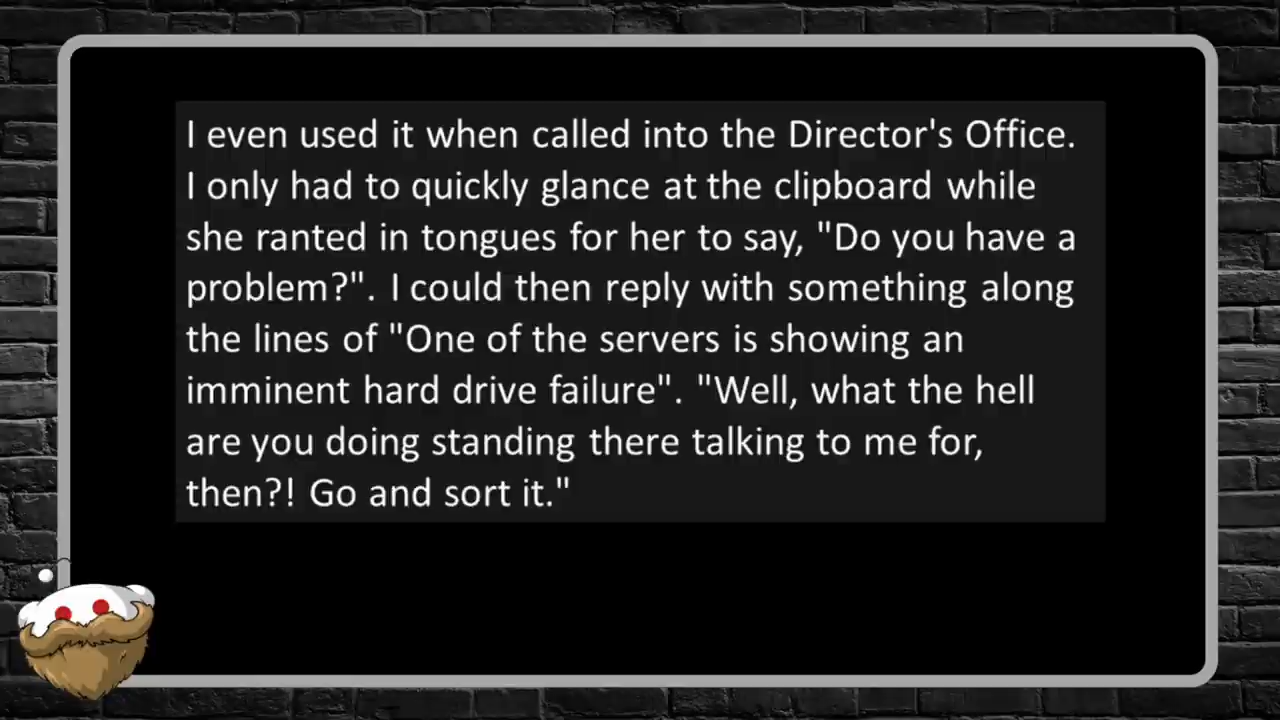 I even used it when called into the Director's Office.
I only had to quickly glance at the clipboard while
she ranted in tongues for her to say, "Do you have a
problem?". I could then reply with something along
the lines of "One of the servers is showing an
imminent hard drive failure". "Well, what the hell
are you doing standing there talking to me for,
then?! Go and sort it."